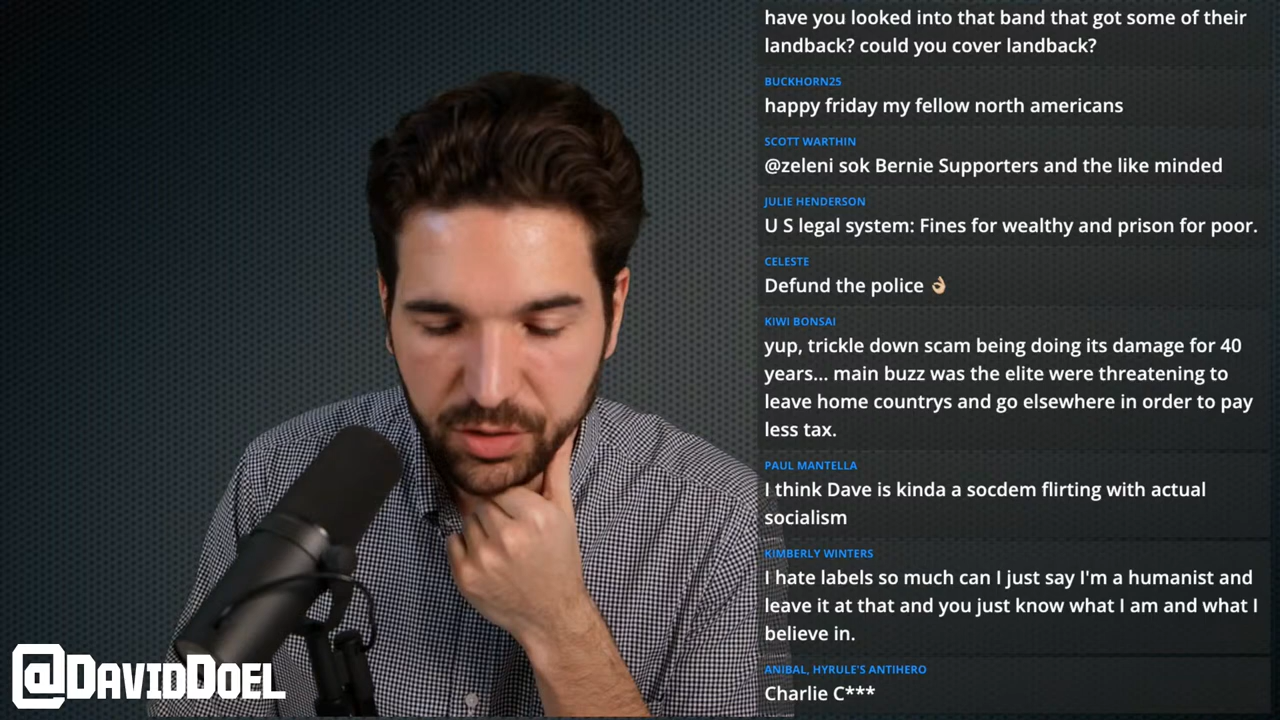 have you looked into that band that got some of their
landback? could you cover landback?
BUCKHORN25
happy friday my fellow north americans
SCOTT WARTHIN
@zeleni sok Bernie Supporters and the like minded
JULIE HENDERSON
U S legal system: Fines for wealthy and prison for poor.
CELESTE
Defund the police 👌🏼
KIWI BONSAI
yup, trickle down scam being doing its damage for 40
years... main buzz was the elite were threatening to
leave home countrys and go elsewhere in order to pay
less tax.
PAUL MANTELLA
I think Dave is kinda a socdem flirting with actual
socialism
KIMBERLY WINTERS
I hate labels so much can I just say I'm a humanist and
leave it at that and you just know what I am and what I
believe in.
ANIBAL, HYRULE'S ANTIHERO
Charlie C***
@DAVIDDOEL